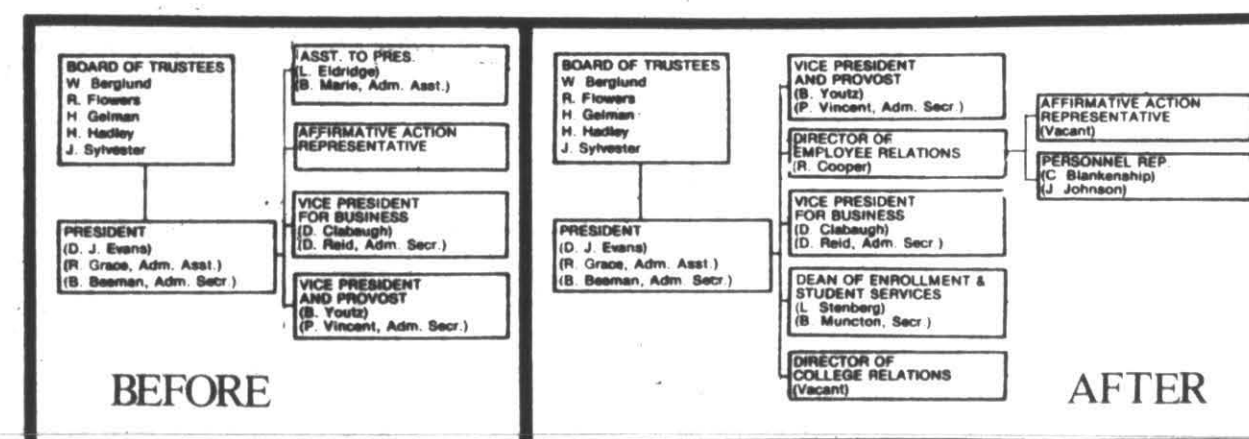 BOARD OF TRUSTEES
W Berglund
R. Flowers
H Gelman
H. Hadley
J. Sylvester
PRESIDENT
(D. J. Evans)
(R. Grace, Adm. Asst.)
(B. Beeman, Adm. Secr.)
ASST. TO PRES.
(L. Eldridge)
(B. Marie, Adm. Asst.)
AFFIRMATIVE ACTION
REPRESENTATIVE
VICE PRESIDENT
FOR BUSINESS
(D. Clabaugh)
(D. Reid, Adm. Secr.)
VICE PRESIDENT
AND PROVOST
(B. Youtz)
(P. Vincent, Adm. Secr.)
BEFORE
BOARD OF TRUSTEES
W Berglund
R. Flowers
H Gelman
H. Hadley
J. Sylvester
PRESIDENT
(D. J. Evans)
(R. Grace, Adm. Asst.)
(B. Beeman, Adm. Secr.)
VICE PRESIDENT
AND PROVOST
(B. Youtz)
(P. Vincent, Adm. Secr.)
DIRECTOR OF
EMPLOYEE RELATIONS
(R. Cooper)
VICE PRESIDENT
FOR BUSINESS
(D. Clabaugh)
(D. Reid, Adm. Secr.)
DEAN OF ENROLLMENT &
STUDENT SERVICES
(L Stenberg)
(B Muncton, Secr.)
DIRECTOR OF
COLLEGE RELATIONS
(Vacant)
AFFIRMATIVE ACTION
REPRESENTATIVE
(Vacant)
PERSONNEL REP.
(C Blankenship)
(J Johnson)
AFTER